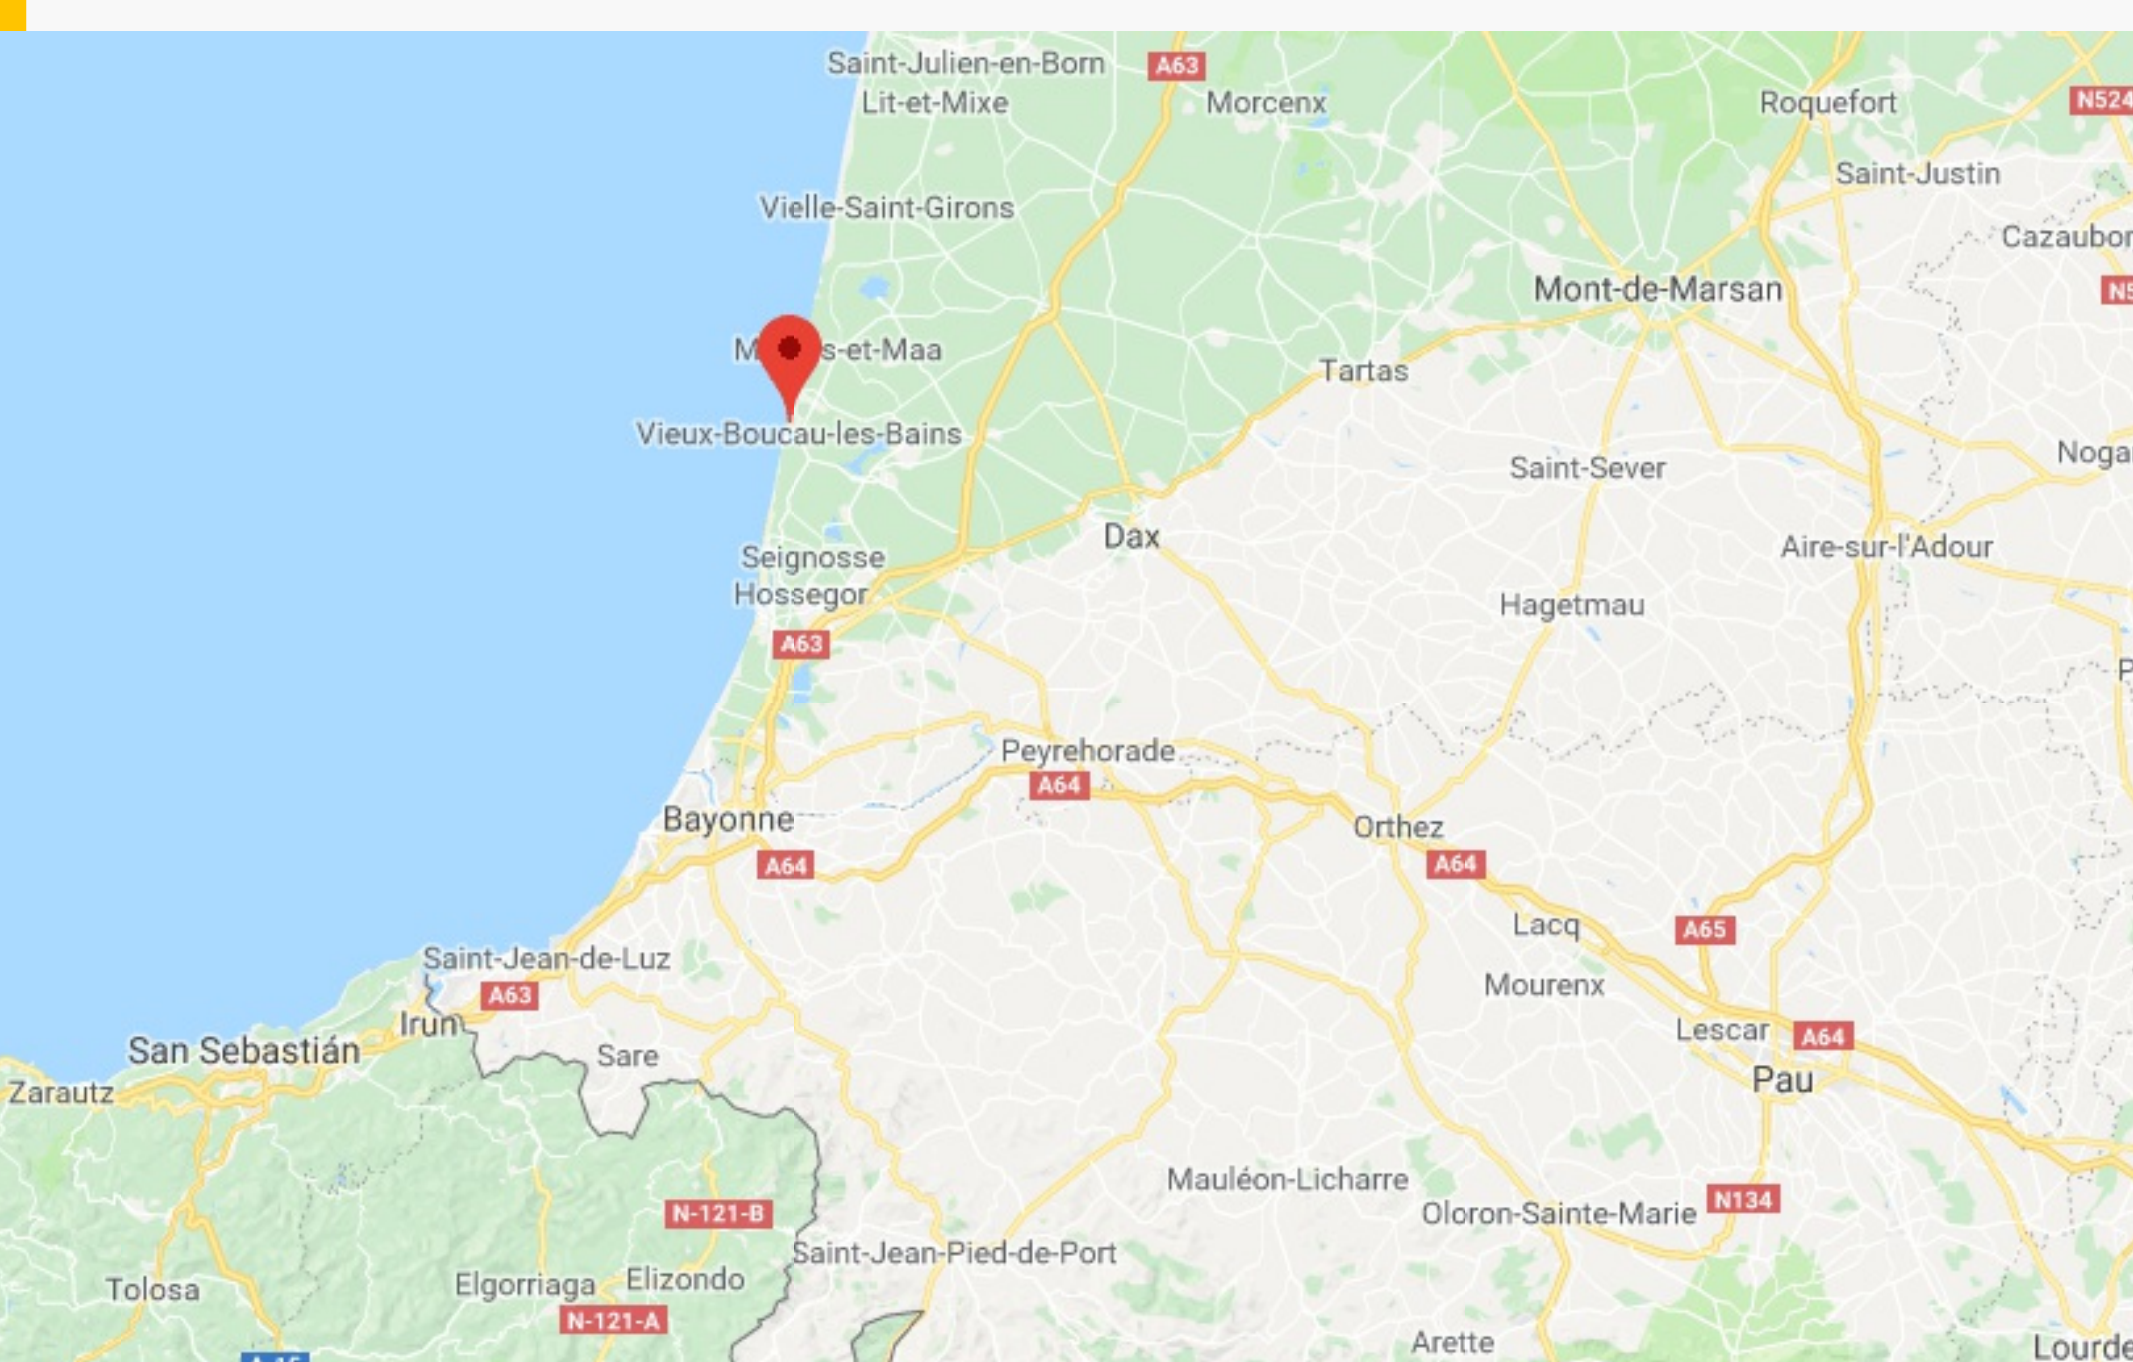 Saint-Julien-en-Born
A63
Lit-et-Mixe
Morcenx
Roquefort
N524
Saint-Justin
Vielle-Saint-Girons
Cazaubor
Mont-de-Marsan
N5
s-et-Maa
Tartas
Vieux-Boucau-les-Bains
Noga
Saint-Sever
Dax
Aire-sur-l'Adour
Seignosse
Hossegor
Hagetmau
A63
P
Peyrehorade
A64
Bayonne
Orthez
A64
A64
Lacq
A65
Saint-Jean-de-Luz
Mourenx
A63
Irun
Lescar
A64
San Sebastián
Sare
Pau
Zarautz
Mauléon-Licharre
N134
N-121-B
Oloron-Sainte-Marie
Saint-Jean-Pied-de-Port
Tolosa
Elgorriaga
Elizondo
N-121-A
Arette
Lourde